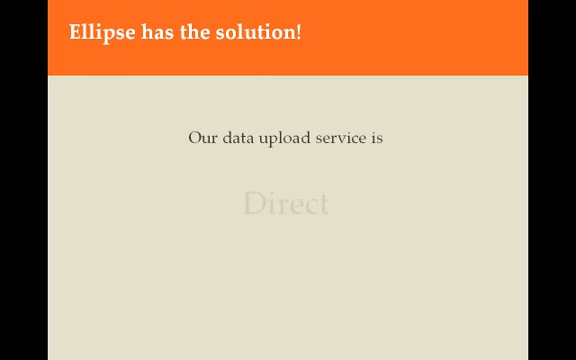 Ellipse has the solution!
Our data upload service is
Direct